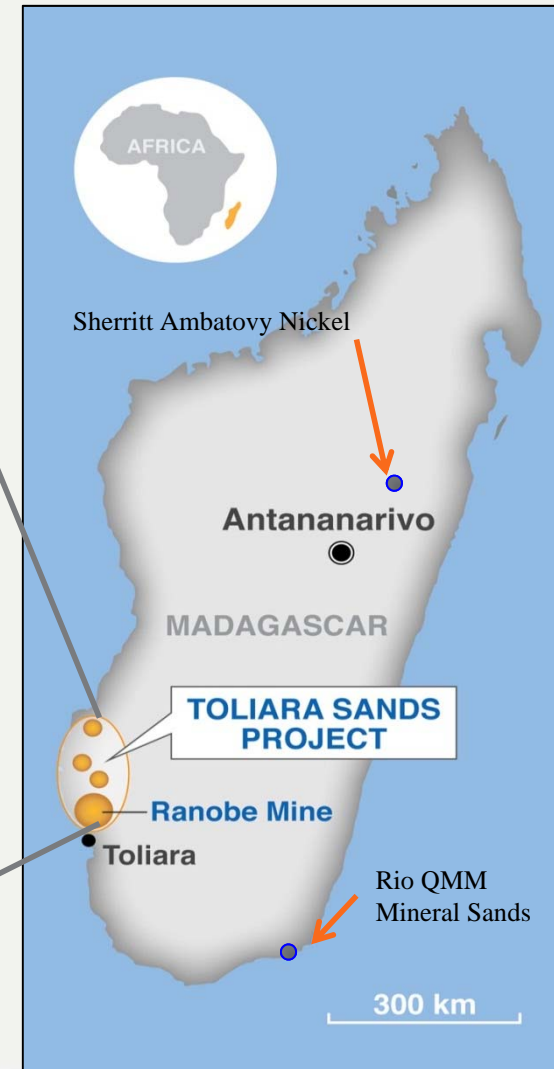 AFRICA
Sherritt Ambatovy Nickel
Antananarivo
MADAGASCAR
TOLIARA SANDS
PROJECT
Ranobe Mine
Toliara
Rio QMM
Mineral Sands
300 km